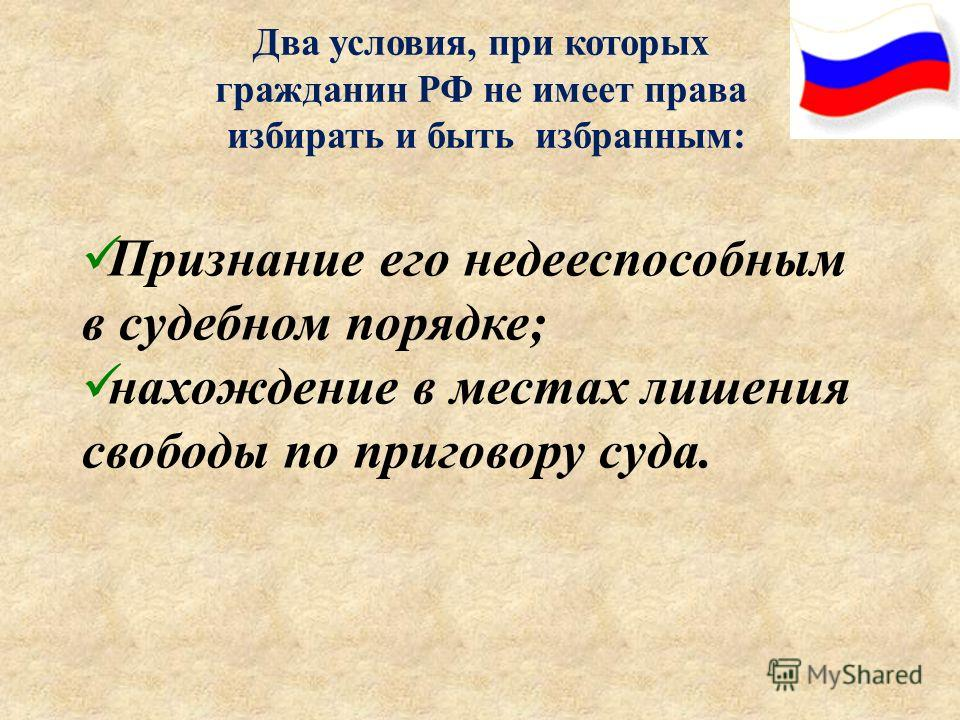 Два условия, при которых
гражданин РФ не имеет права
избирать и быть избранным:
✓Признание его недееспособным
в судебном порядке;
✓нахождение в местах лишения
свободы по приговору суда.
MyShared